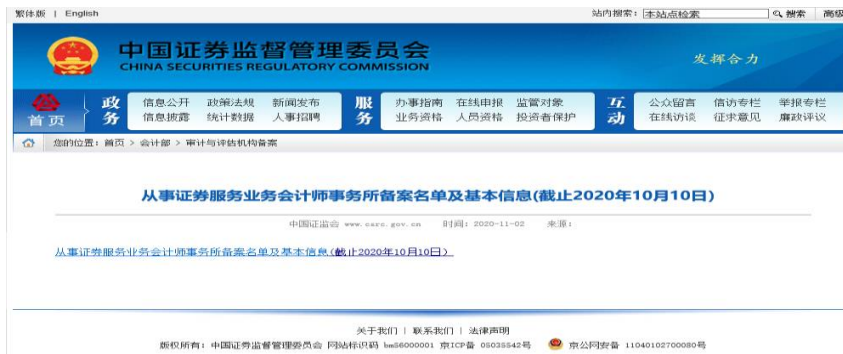 繁体版 | English
站内搜索: 本站点检索 搜索 高级
中国证券监督管理委员会
CHINA SECURITIES REGULATORY COMMISSION
发挥合力
首页
政务
信息公开 政策法规 新闻发布
信息披露 统计数据 人事招聘
服务
办事指南 在线申报 监管对象
业务资格 人员资格 投资者保护
互动
公众留言 信访专栏 举报专栏
在线访谈 征求意见 廉政评议
您的位置: 首页 > 会计部 > 审计与评估机构备案
从事证券服务业务会计师事务所备案名单及基本信息(截止2020年10月10日)
中国证监会 www.csrc.gov.cn 时间: 2020-11-02 来源:
从事证券服务业务会计师事务所备案名单及基本信息(截止2020年10月10日)
关于我们 | 联系我们 | 法律声明
版权所有: 中国证券监督管理委员会 网站标识码 bm56000001 京ICP备 05035542号 京公网安备 11040102700080号